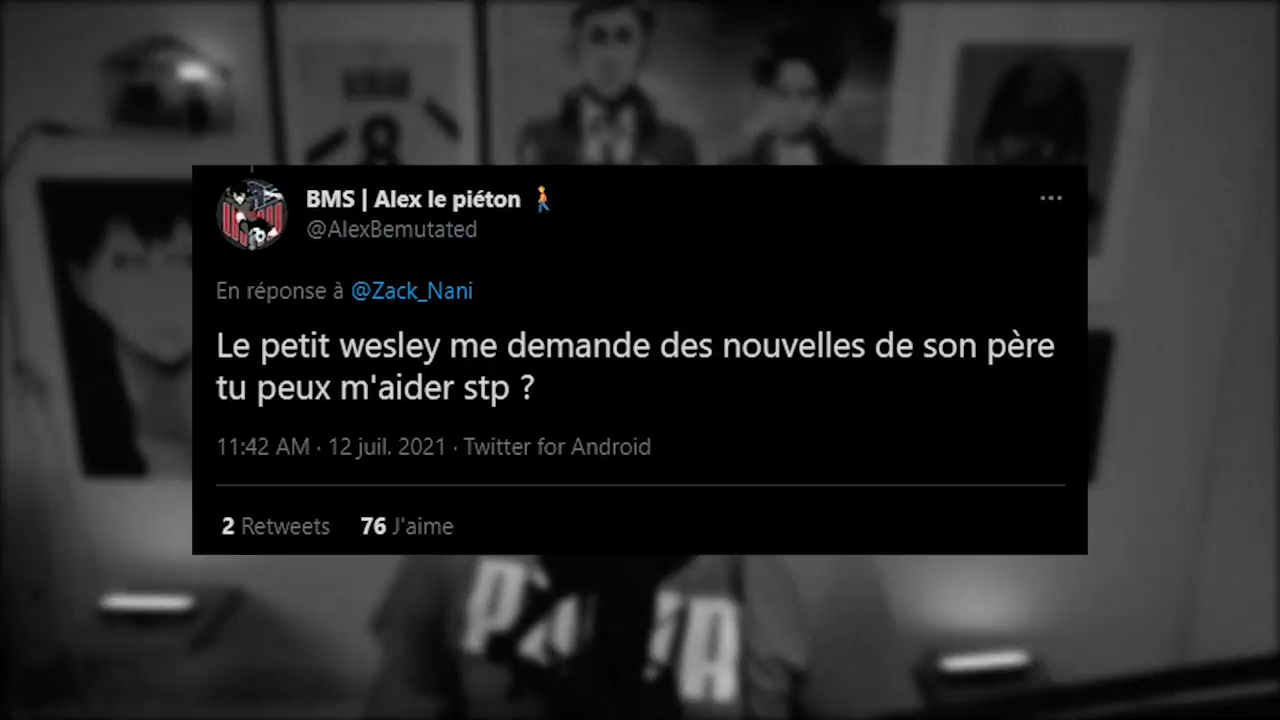 BMS | Alex le piéton 🚶
@AlexBemutated
En réponse à @Zack_Nani
Le petit wesley me demande des nouvelles de son père
tu peux m'aider stp ?
11:42 AM · 12 juil. 2021 · Twitter for Android
2 Retweets 76 J'aime